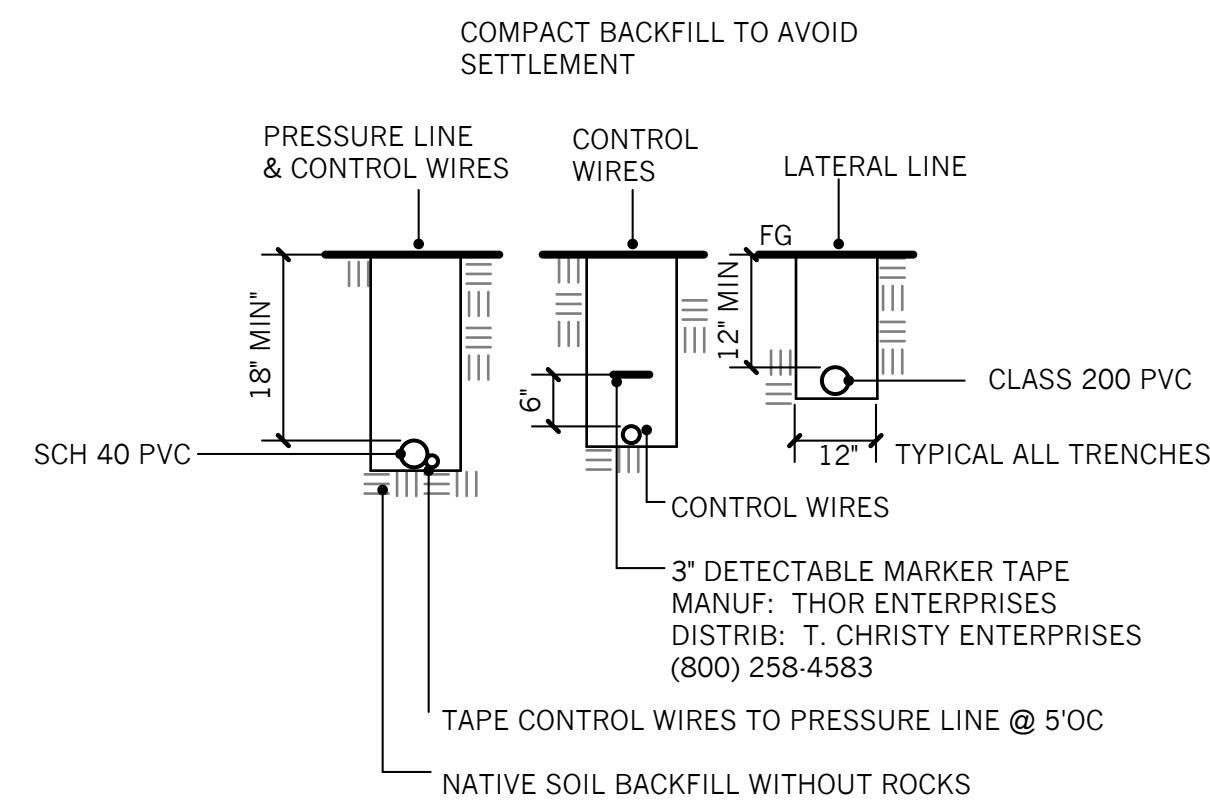 COMPACT BACKFILL TO AVOID
SETTLEMENT
PRESSURE LINE
& CONTROL WIRES
CONTROL
WIRES
LATERAL LINE
FG
18" MIN"
6"
12" MIN
SCH 40 PVC
CLASS 200 PVC
12"
TYPICAL ALL TRENCHES
CONTROL WIRES
3" DETECTABLE MARKER TAPE
MANUF: THOR ENTERPRISES
DISTRIB: T. CHRISTY ENTERPRISES
(800) 258-4583
TAPE CONTROL WIRES TO PRESSURE LINE @ 5'OC
NATIVE SOIL BACKFILL WITHOUT ROCKS